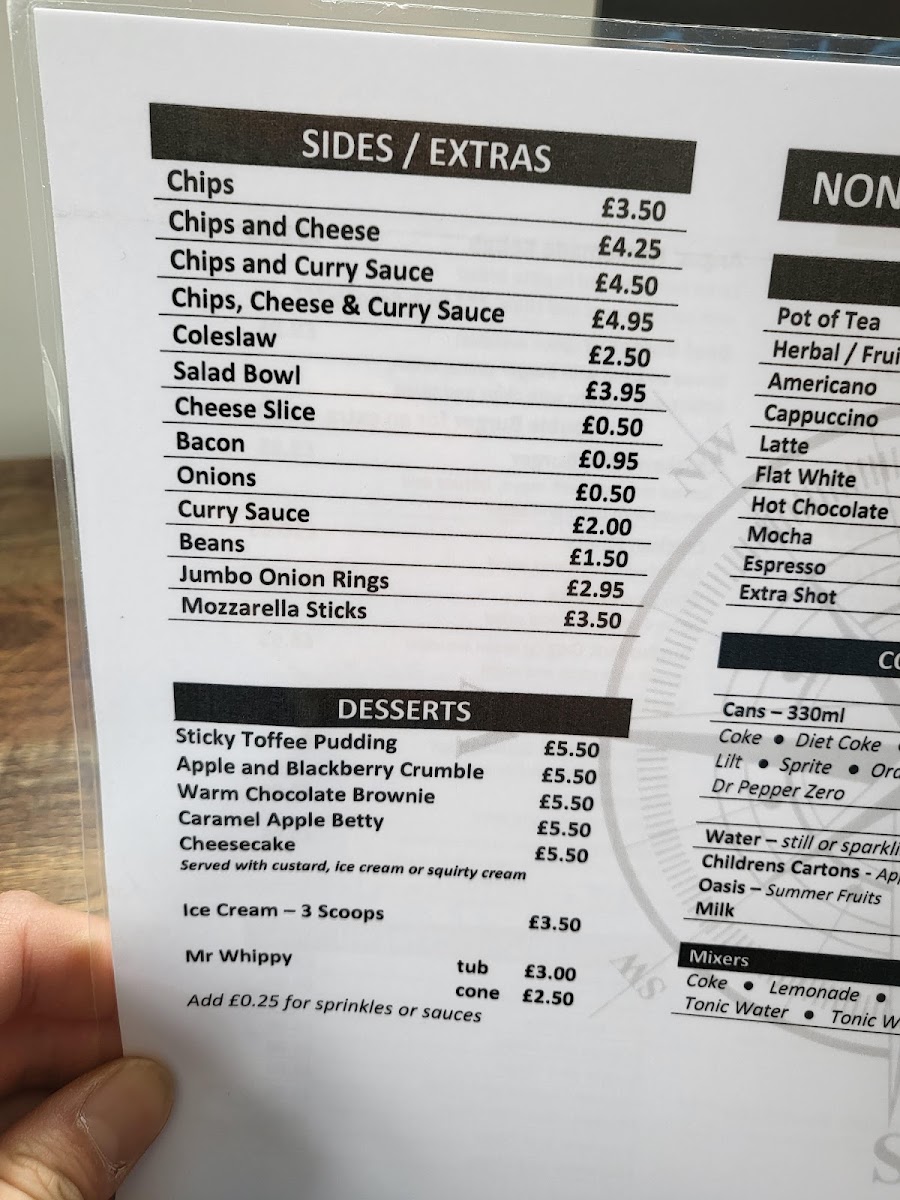 SIDES / EXTRAS
Chips £3.50
Chips and Cheese £4.25
Chips and Curry Sauce £4.50
Chips, Cheese & Curry Sauce £4.95
Coleslaw £2.50
Salad Bowl £3.95
Cheese Slice £0.50
Bacon £0.95
Onions £0.50
Curry Sauce £2.00
Beans £1.50
Jumbo Onion Rings £2.95
Mozzarella Sticks £3.50
DESSERTS
Sticky Toffee Pudding £5.50
Apple and Blackberry Crumble £5.50
Warm Chocolate Brownie £5.50
Caramel Apple Betty £5.50
Cheesecake £5.50
Served with custard, ice cream or squirty cream
Ice Cream – 3 Scoops £3.50
Mr Whippy tub £3.00
cone £2.50
Add £0.25 for sprinkles or sauces
NON
Pot of Tea
Herbal / Frui
Americano
Cappuccino
Latte
Flat White
Hot Chocolate
Mocha
Espresso
Extra Shot
CO
Cans – 330ml
Coke • Diet Coke •
Lilt • Sprite • Ora
Dr Pepper Zero
Water – still or sparkli
Childrens Cartons - App
Oasis – Summer Fruits
Milk
Mixers
Coke • Lemonade •
Tonic Water • Tonic W
NW
W
SW
S